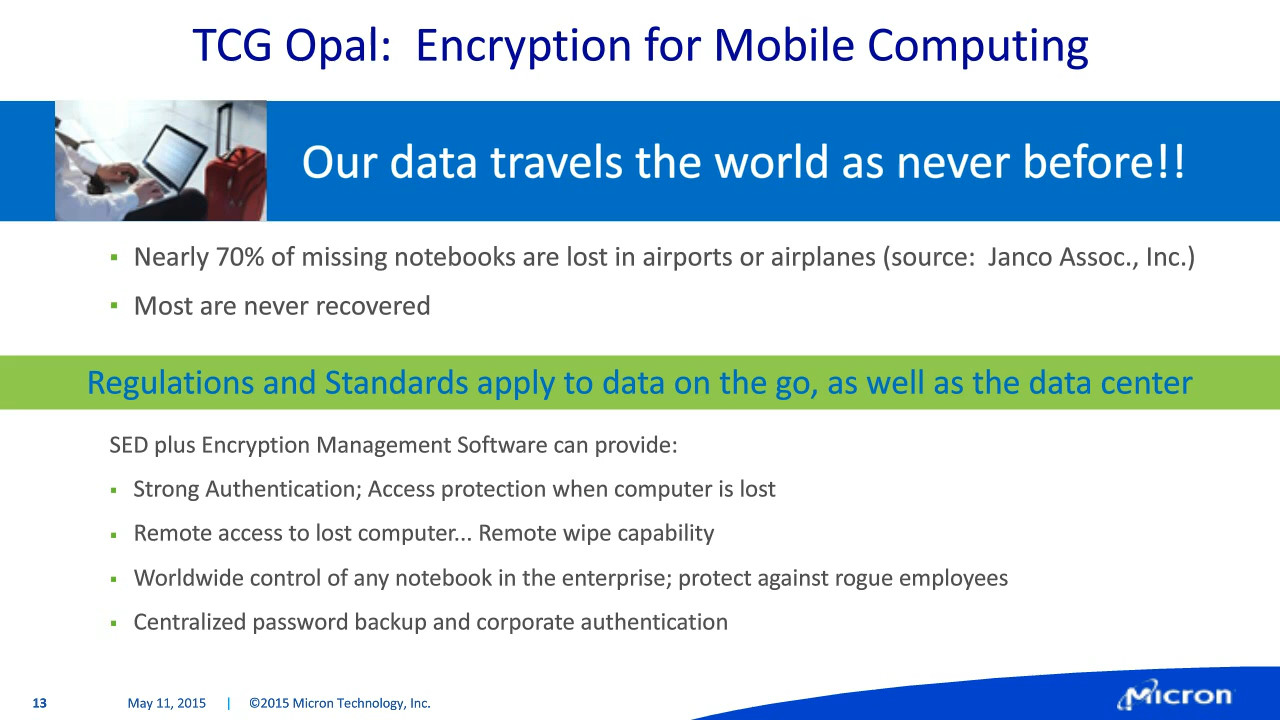 TCG Opal:  Encryption for Mobile Computing
Our data travels the world as never before!!
▪ Nearly 70% of missing notebooks are lost in airports or airplanes (source:  Janco Assoc., Inc.)
▪ Most are never recovered
Regulations and Standards apply to data on the go, as well as the data center
SED plus Encryption Management Software can provide:
▪ Strong Authentication; Access protection when computer is lost
▪ Remote access to lost computer... Remote wipe capability
▪ Worldwide control of any notebook in the enterprise; protect against rogue employees
▪ Centralized password backup and corporate authentication
13 May 11, 2015 | ©2015 Micron Technology, Inc.
Micron